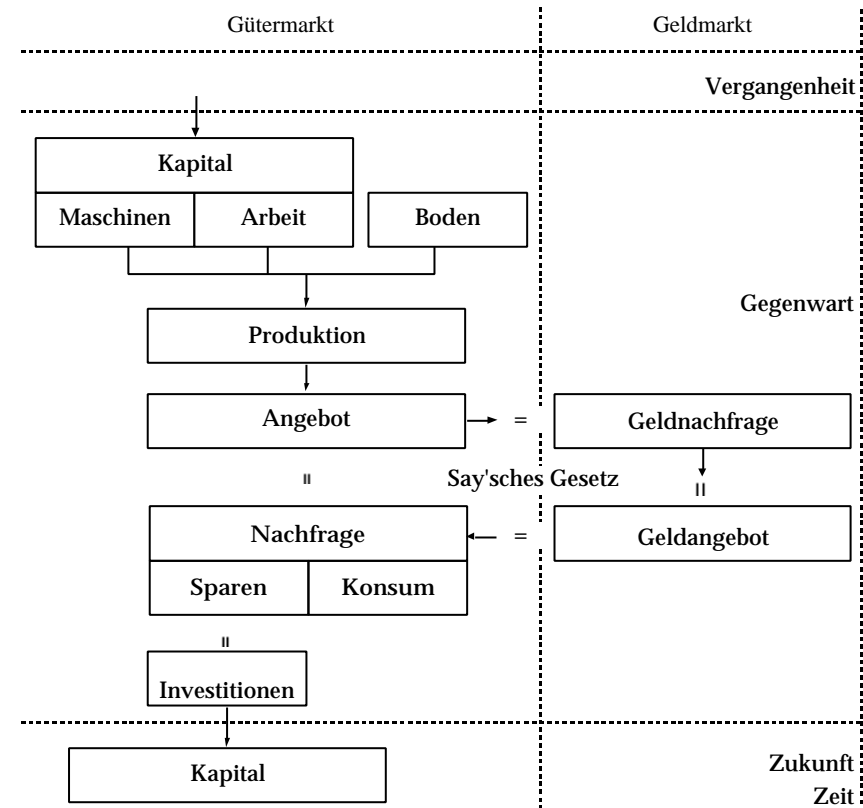 Gütermarkt Geldmarkt
Vergangenheit
Kapital
Maschinen Arbeit Boden
Gegenwart
Produktion
Angebot = Geldnachfrage
= Say'sches Gesetz =
Nachfrage = Geldangebot
Sparen Konsum
=
Investitionen
Kapital
Zukunft
Zeit